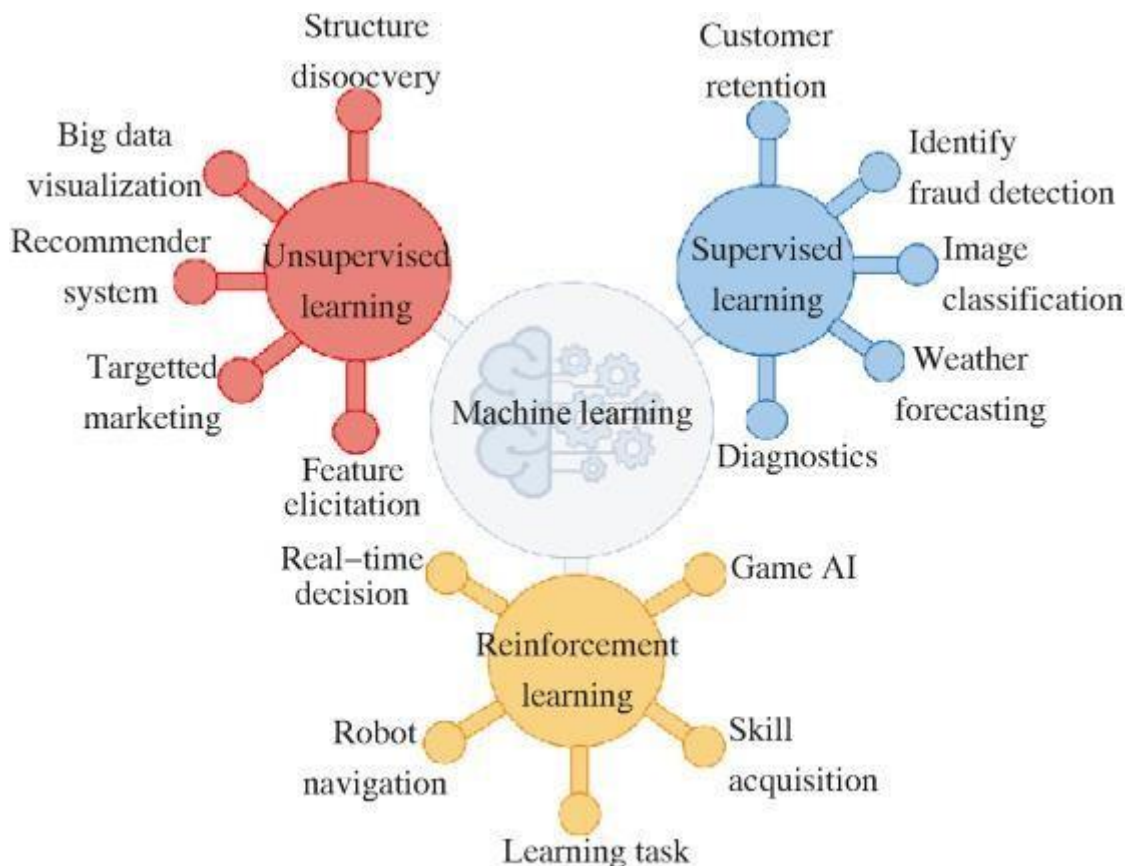 Structure
disoocvery
Big data
visualization
Recommender
system
Targetted
marketing
Feature
elicitation
Unsupervised
learning
Customer
retention
Identify
fraud detection
Image
classification
Weather
forecasting
Diagnostics
Supervised
learning
Machine learning
Real-time
decision
Game AI
Reinforcement
learning
Robot
navigation
Skill
acquisition
Learning task